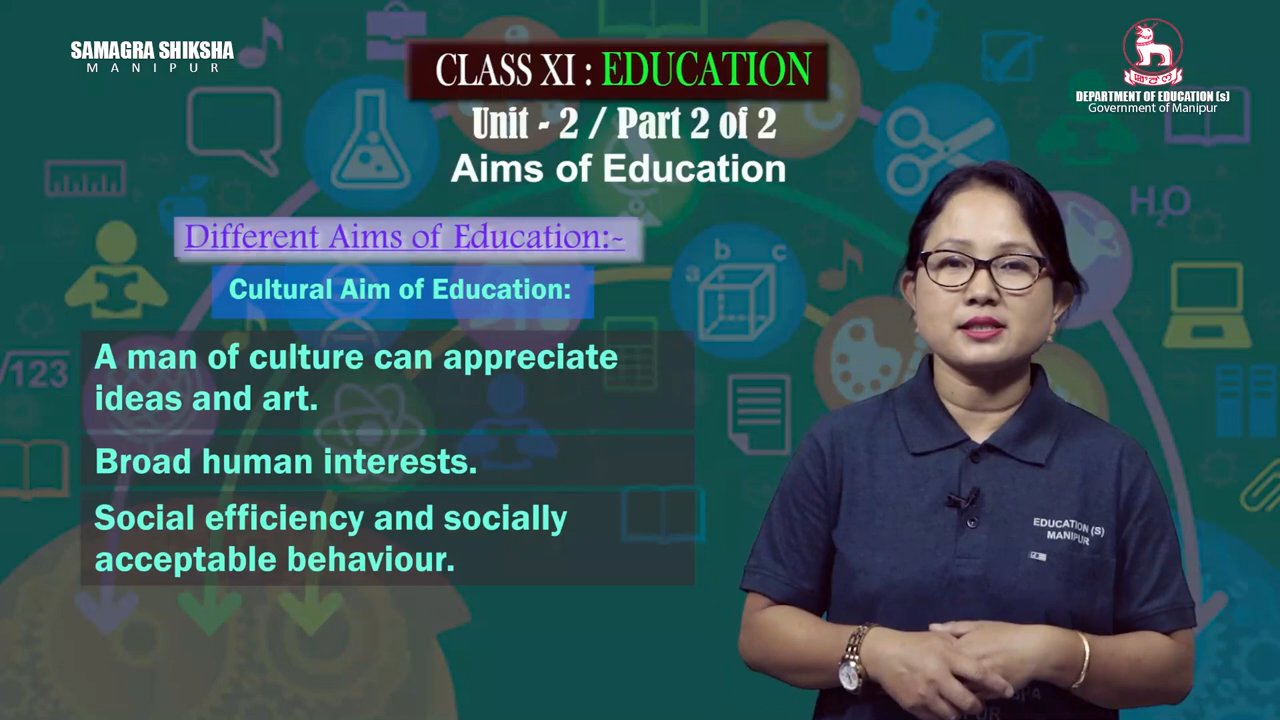 SAMAGRA SHIKSHA
MANIPUR
CLASS XI : EDUCATION
Unit - 2 / Part 2 of 2
Aims of Education
DEPARTMENT OF EDUCATION (s)
Government of Manipur
Different Aims of Education:~
Cultural Aim of Education:
A man of culture can appreciate
ideas and art.
Broad human interests.
Social efficiency and socially
acceptable behaviour.
a b c
H2O
√123
EDUCATION (S)
MANIPUR